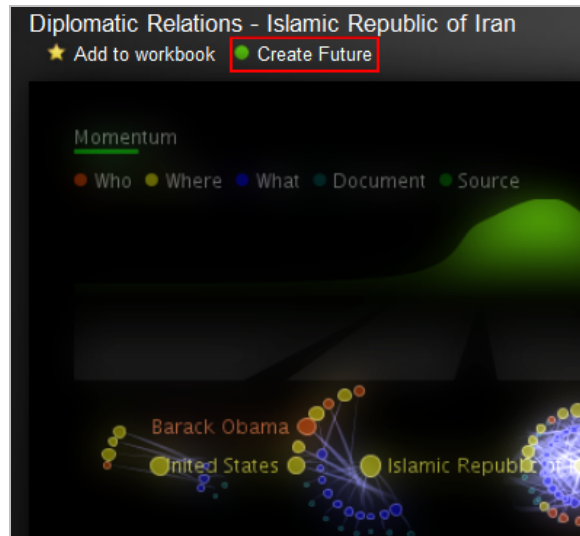 Diplomatic Relations - Islamic Republic of Iran
Add to workbook Create Future
Momentum
Who Where What Document Source
Barack Obama
United States Islamic Republic of